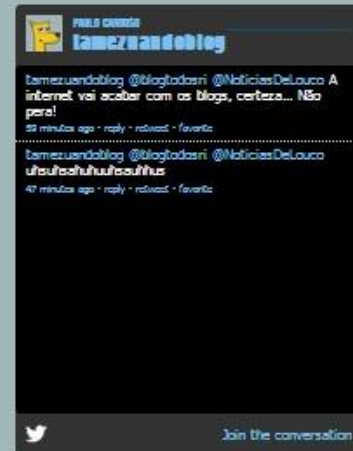 PABLO CARDOSO
tamezuandoblog
tamezuandoblog @blogtodosri @NoticiasDeLouco A
internet vai acabar com os blogs, certeza... Não
pera!
59 minutes ago · reply · retweet · favorite
tamezuandoblog @blogtodosri @NoticiasDeLouco
uhsuhsahuhuuhsauhhus
47 minutes ago · reply · retweet · favorite
Join the conversation